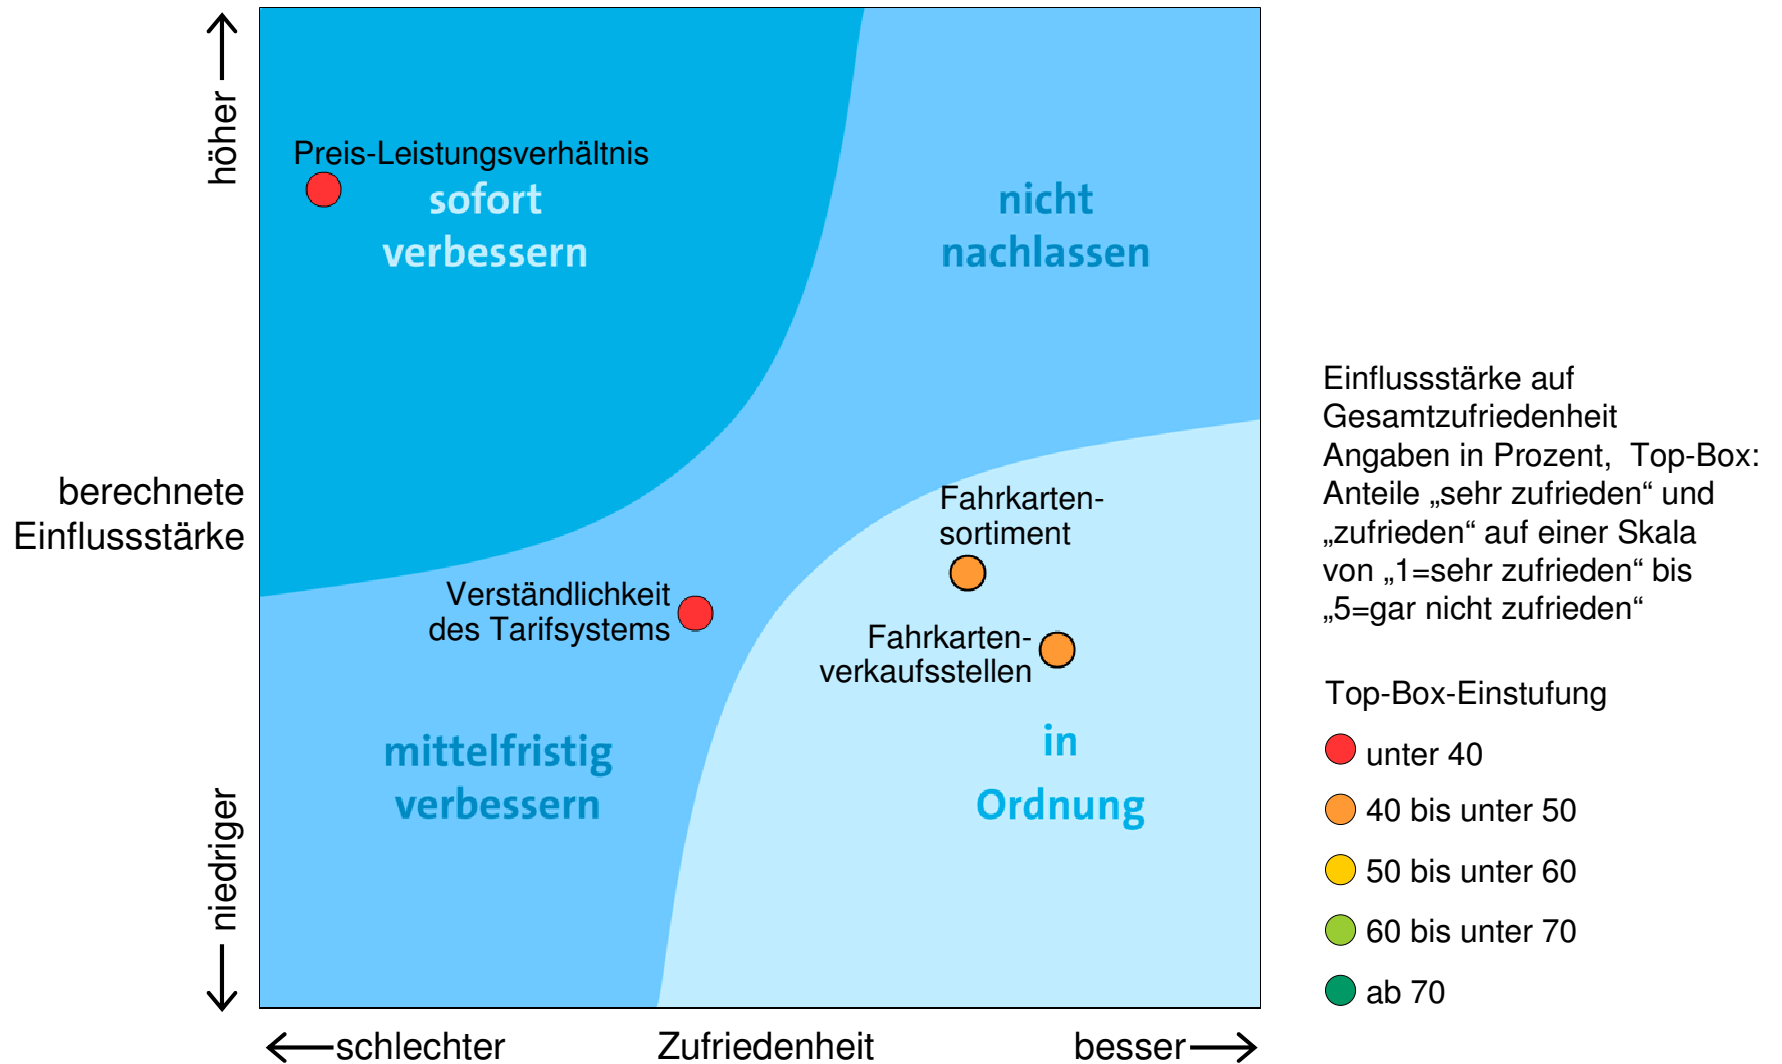 höher
Preis-Leistungsverhältnis
sofort
verbessern
nicht
nachlassen
berechnete
Einflussstärke
Fahrkarten-
sortiment
Verständlichkeit
des Tarifsystems
Fahrkarten-
verkaufsstellen
mittelfristig
verbessern
in
Ordnung
niedriger
schlechter
Zufriedenheit
besser
Einflussstärke auf
Gesamtzufriedenheit
Angaben in Prozent, Top-Box:
Anteile „sehr zufrieden“ und
„zufrieden“ auf einer Skala
von „1=sehr zufrieden“ bis
„5=gar nicht zufrieden“
Top-Box-Einstufung
unter 40
40 bis unter 50
50 bis unter 60
60 bis unter 70
ab 70